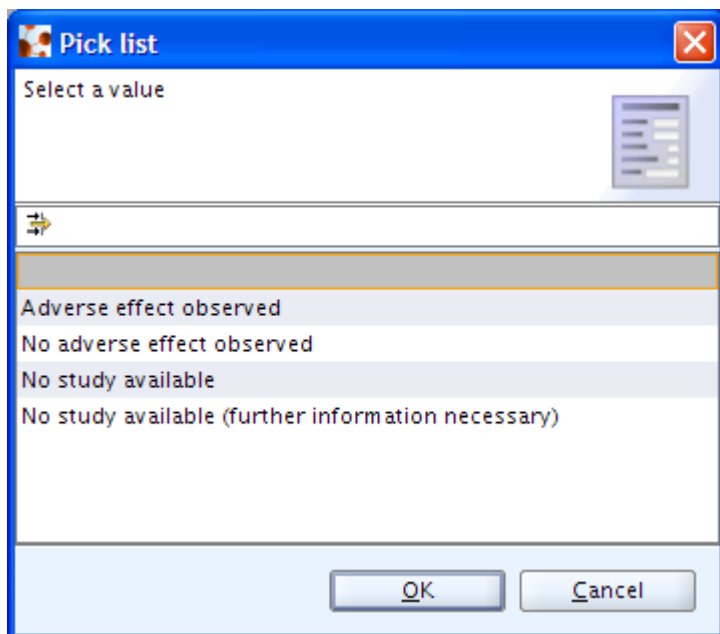 Pick list
Select a value
Adverse effect observed
No adverse effect observed
No study available
No study available (further information necessary)
OK
Cancel